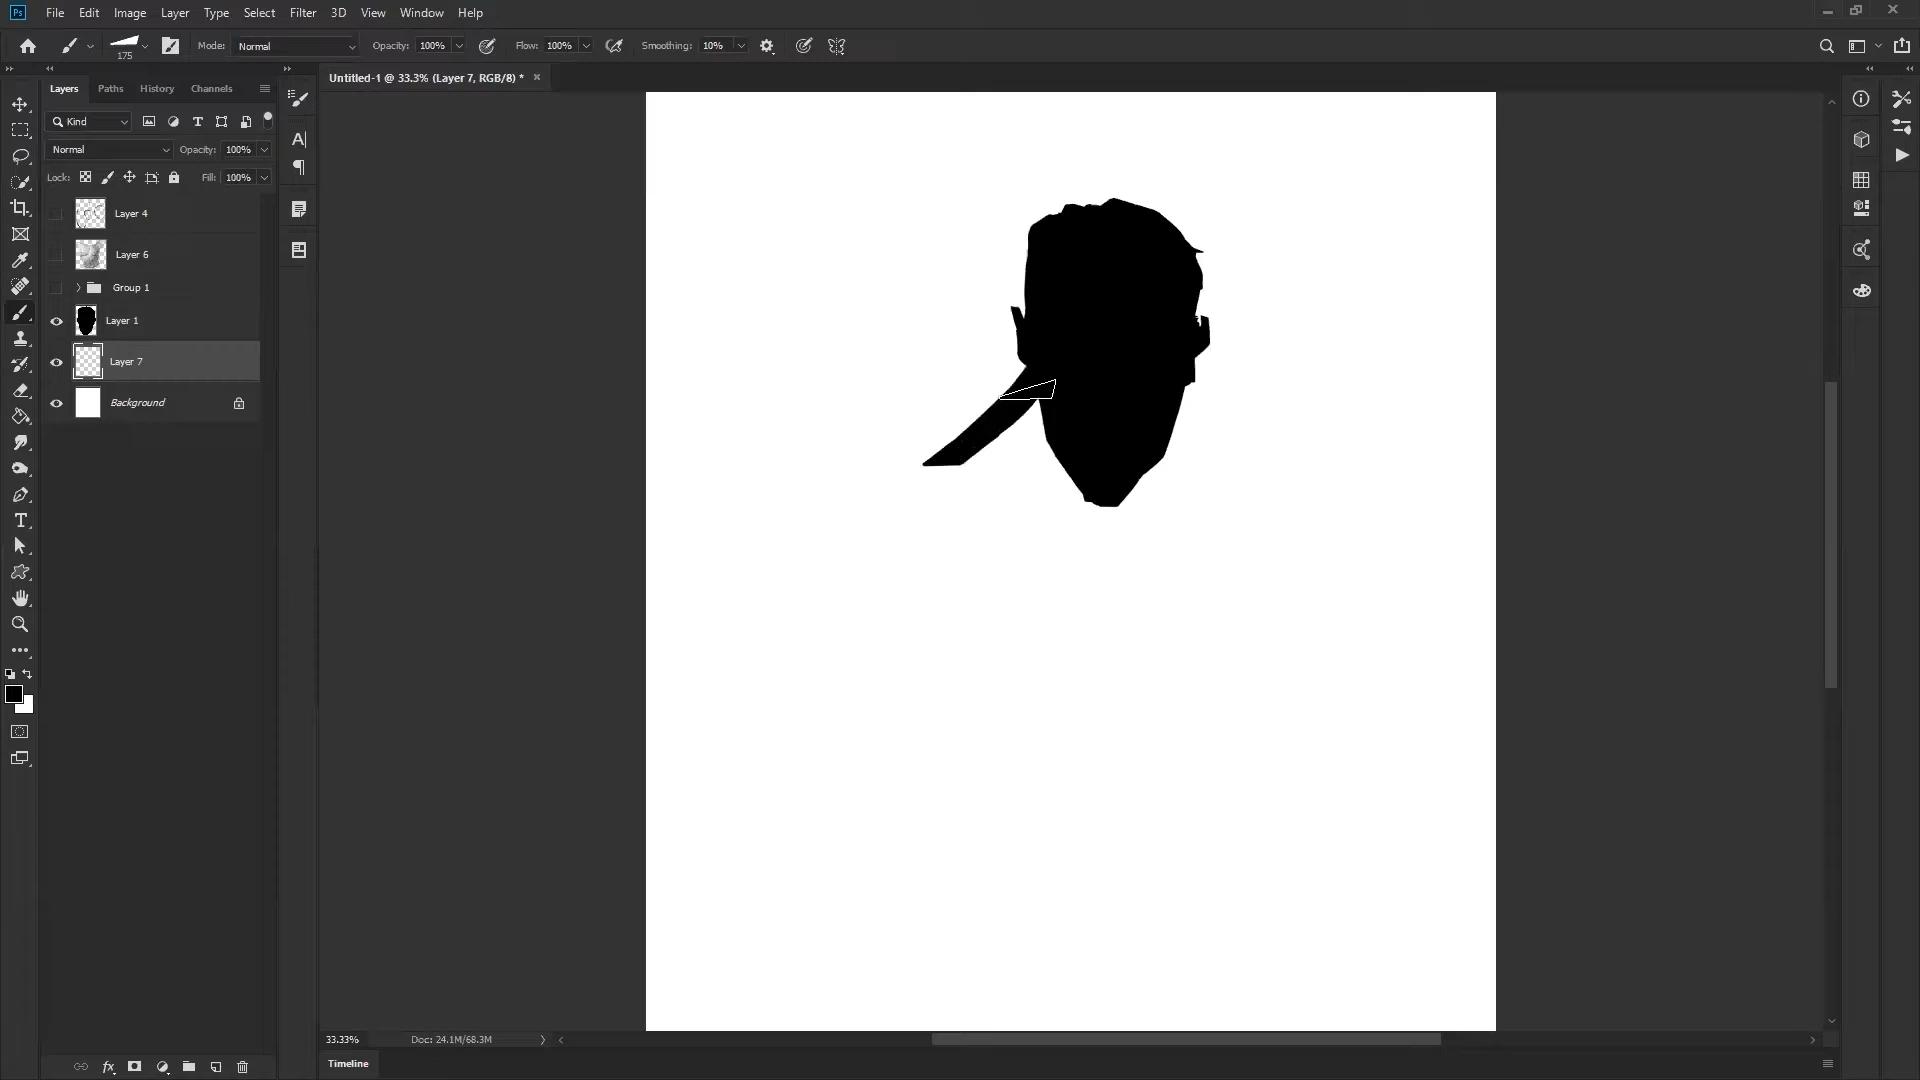 Ps File Edit Image Layer Type Select Filter 3D View Window Help
175 Mode: Normal Opacity: 100% Flow: 100% Smoothing: 10%
Untitled-1 @ 33.3% (Layer 7, RGB/8) *
Layers Paths History Channels
Kind
Normal Opacity: 100%
Lock: Fill: 100%
Layer 4
Layer 6
Group 1
Layer 1
Layer 7
Background
33.33% Doc: 24.1M/68.3M
Timeline